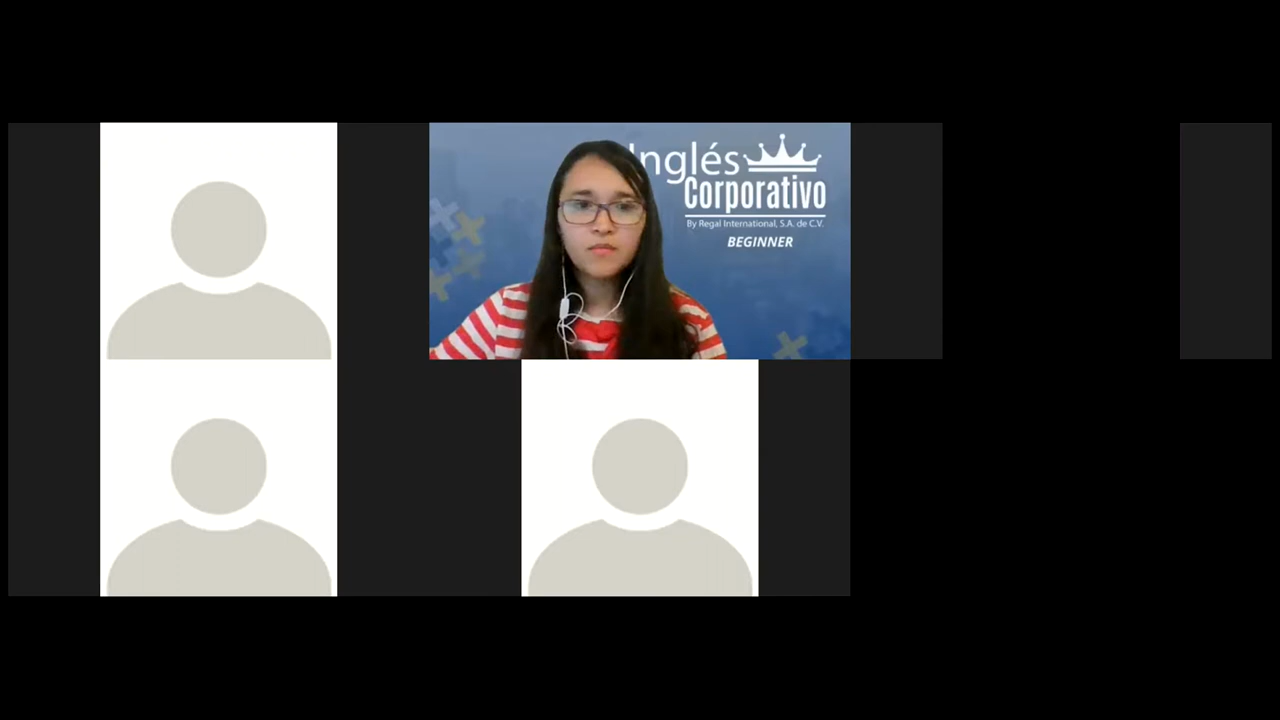 Inglés
Corporativo
By Regal International, S.A. de C.V.
BEGINNER